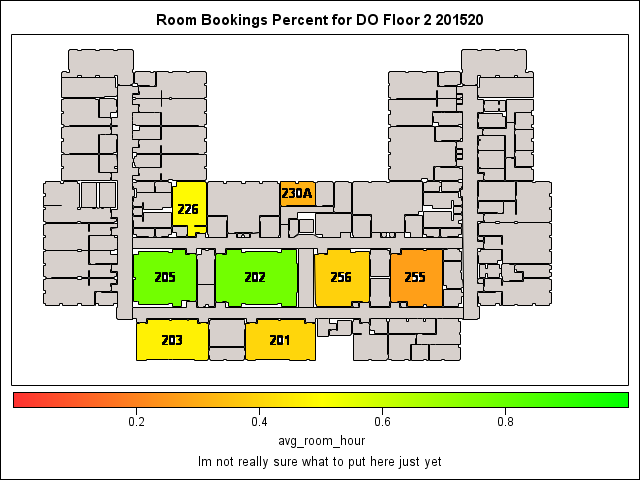 Room Bookings Percent for DO Floor 2 201520
230A
226
205 202 256 255
203 201
0.2 0.4 0.6 0.8
avg_room_hour
Im not really sure what to put here just yet